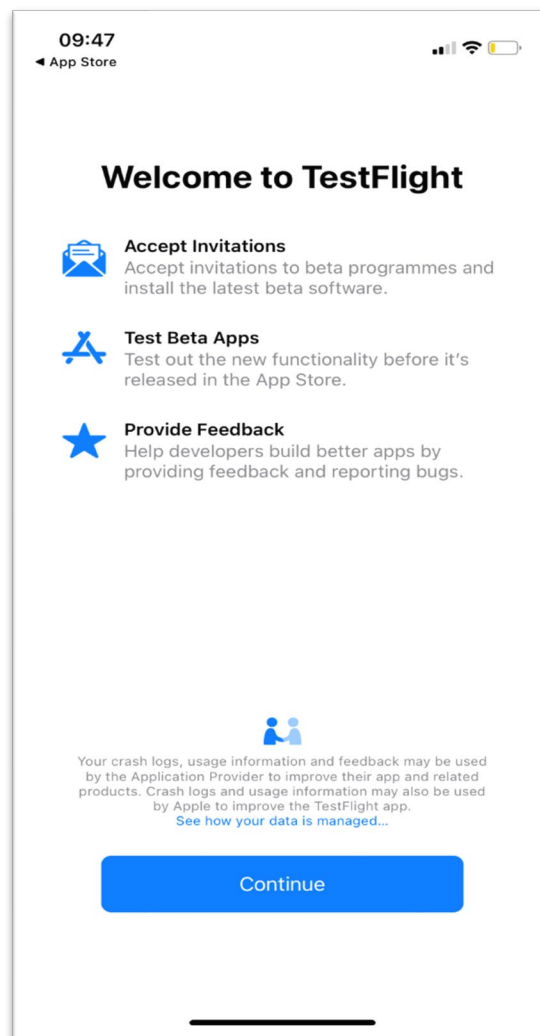 09:47
◀ App Store
Welcome to TestFlight
Accept Invitations
Accept invitations to beta programmes and
install the latest beta software.
Test Beta Apps
Test out the new functionality before it's
released in the App Store.
Provide Feedback
Help developers build better apps by
providing feedback and reporting bugs.
Your crash logs, usage information and feedback may be used
by the Application Provider to improve their app and related
products. Crash logs and usage information may also be used
by Apple to improve the TestFlight app.
See how your data is managed...
Continue